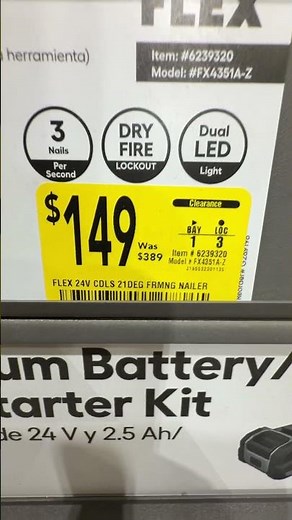 FLEX
herramienta)
Item: #6239320
Model: #FX4351A-Z
3
Nails
Per
Second
DRY
FIRE
LOCKOUT
Dual
LED
Light
$149
Was
$389
Clearance
BAY LOC
1 3
Item # 6239320
Model # FX4351A-Z
FLEX 24V CDLS 21DEG FRMNG NAILER
um Battery/
tarter Kit
de 24 V y 2.5 Ah/